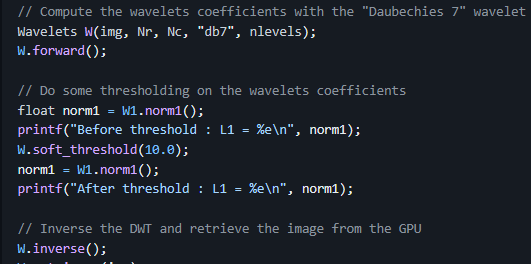 // Compute the wavelets coefficients with the "Daubechies 7" wavelet
Wavelets W(img, Nr, Nc, "db7", nlevels);
W.forward();
// Do some thresholding on the wavelets coefficients
float norm1 = W1.norm1();
printf("Before threshold : L1 = %e\n", norm1);
W.soft_threshold(10.0);
norm1 = W1.norm1();
printf("After threshold : L1 = %e\n", norm1);
// Inverse the DWT and retrieve the image from the GPU
W.inverse();